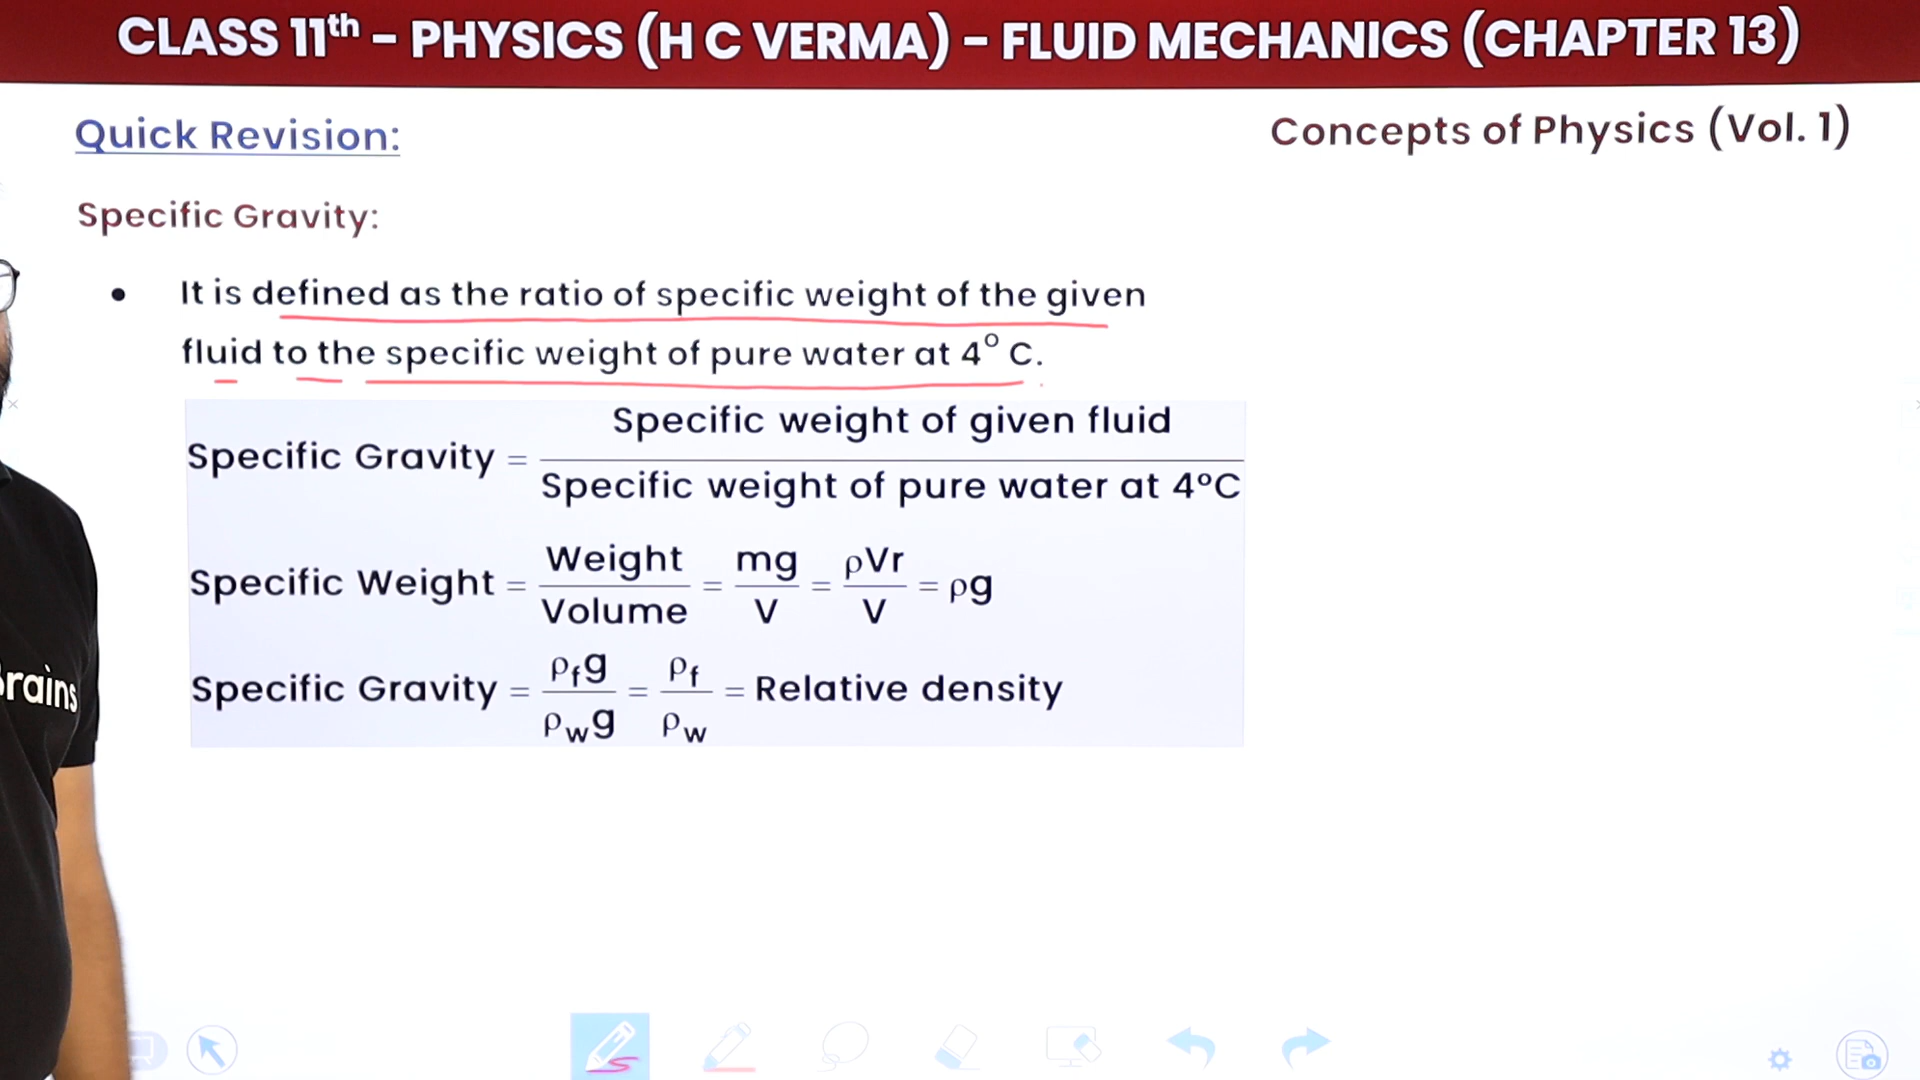 CLASS 11th - PHYSICS (H C VERMA) - FLUID MECHANICS (CHAPTER 13)
Quick Revision:
Concepts of Physics (Vol. 1)
Specific Gravity:
• It is defined as the ratio of specific weight of the given
fluid to the specific weight of pure water at 4° C.
Specific Gravity = Specific weight of given fluid / Specific weight of pure water at 4°C
Specific Weight = Weight / Volume = mg / V = ρVr / V = ρg
Specific Gravity = ρfg / ρwg = ρf / ρw = Relative density
rains